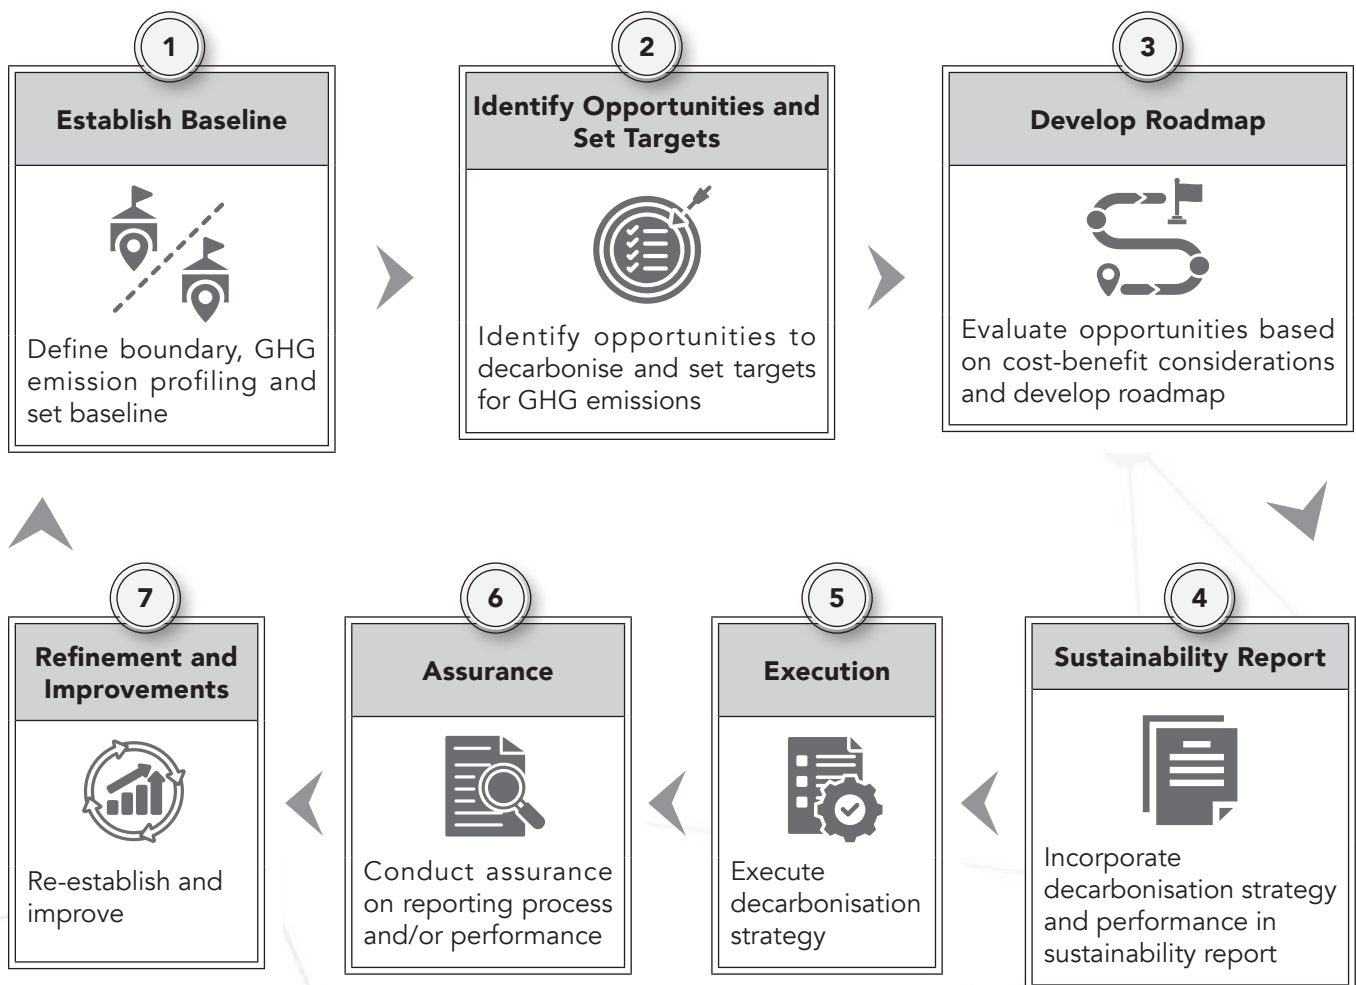 1
Establish Baseline
Define boundary, GHG
emission profiling and
set baseline
2
Identify Opportunities and
Set Targets
Identify opportunities to
decarbonise and set targets
for GHG emissions
3
Develop Roadmap
Evaluate opportunities based
on cost-benefit considerations
and develop roadmap
4
Sustainability Report
Incorporate
decarbonisation strategy
and performance in
sustainability report
5
Execution
Execute
decarbonisation
strategy
6
Assurance
Conduct assurance
on reporting process
and/or performance
7
Refinement and
Improvements
Re-establish and
improve